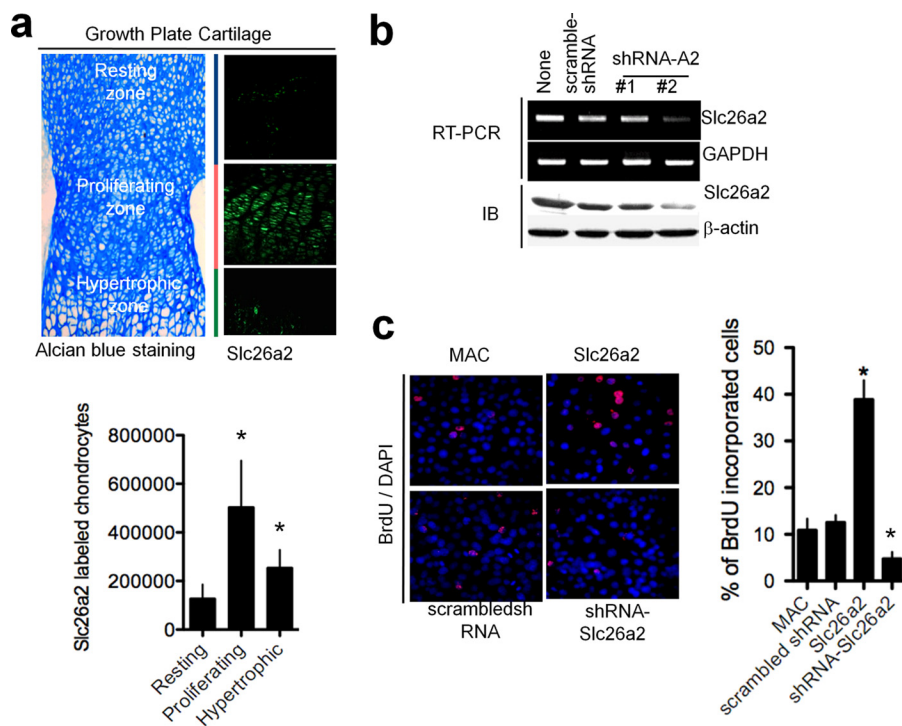 a
Growth Plate Cartilage
Resting
zone
Proliferating
zone
Hypertrophic
zone
Alcian blue staining
Slc26a2
Slc26a2 labeled chondrocytes
800000
600000
400000
200000
0
*
*
Resting
Proliferating
Hypertrophic
b
None
scramble-
shRNA
shRNA-A2
#1
#2
RT-PCR
Slc26a2
GAPDH
IB
Slc26a2
β-actin
c
MAC
Slc26a2
BrdU / DAPI
scrambledsh
RNA
shRNA-
Slc26a2
% of BrdU incorporated cells
50
40
30
20
10
0
*
*
MAC
scrambled shRNA
Slc26a2
shRNA-Slc26a2